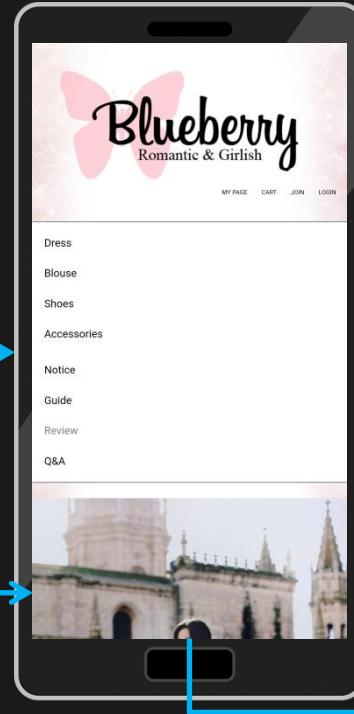 Blueberry
Romantic & Girlish
MY PAGE CART JOIN LOGIN
Dress
Blouse
Shoes
Accessories
Notice
Guide
Review
Q&A